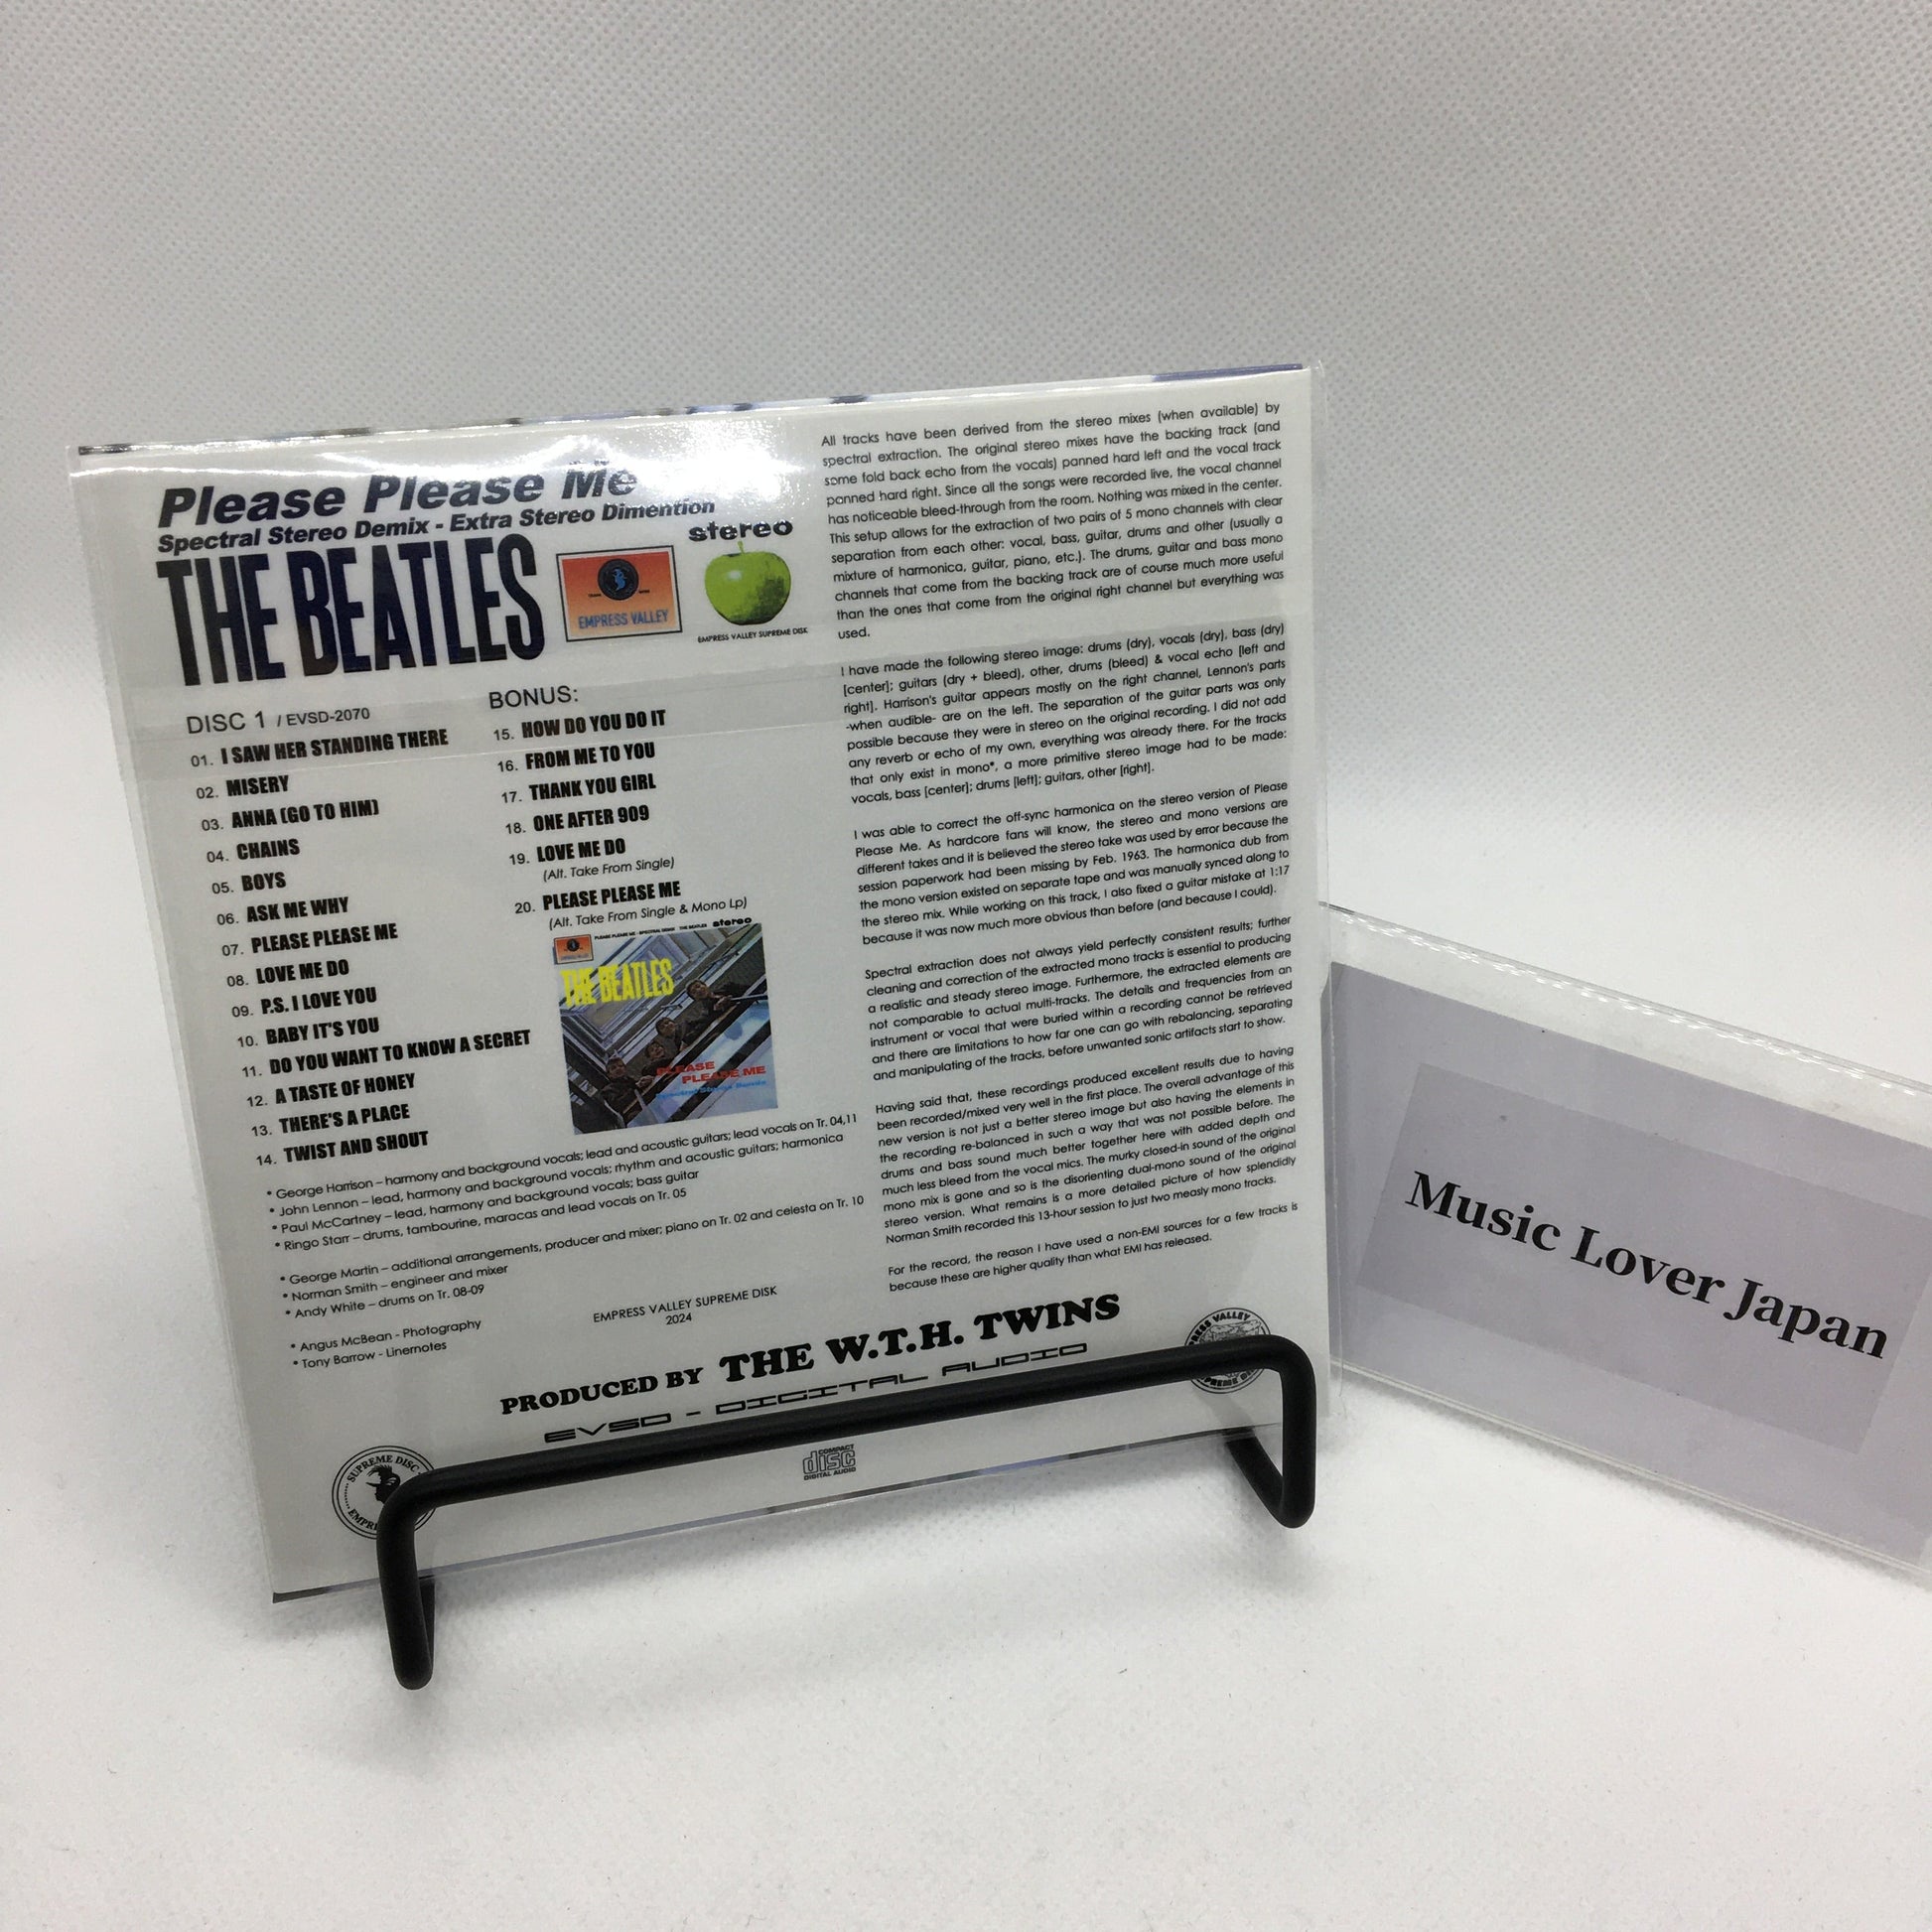 Please Please Me
Spectral Stereo Demix - Extra Stereo Dimention
THE BEATLES
EMPRESS VALLEY
stereo
EMPRESS VALLEY SUPREME DISK
DISC 1 / EVSD-2070
01. I SAW HER STANDING THERE
02. MISERY
03. ANNA (GO TO HIM)
04. CHAINS
05. BOYS
06. ASK ME WHY
07. PLEASE PLEASE ME
08. LOVE ME DO
09. P.S. I LOVE YOU
10. BABY IT'S YOU
11. DO YOU WANT TO KNOW A SECRET
12. A TASTE OF HONEY
13. THERE'S A PLACE
14. TWIST AND SHOUT
BONUS:
15. HOW DO YOU DO IT
16. FROM ME TO YOU
17. THANK YOU GIRL
18. ONE AFTER 909
19. LOVE ME DO
(Alt. Take From Single)
20. PLEASE PLEASE ME
(Alt. Take From Single & Mono Lp)
stereo
THE BEATLES
PLEASE
PLEASE ME
Spectral Stereo Demix
* George Harrison – harmony and background vocals; lead and acoustic guitars; lead vocals on Tr. 04,11
* John Lennon – lead, harmony and background vocals; rhythm and acoustic guitars; harmonica
* Paul McCartney – lead, harmony and background vocals; bass guitar
* Ringo Starr – drums, tambourine, maracas and lead vocals on Tr. 05
* George Martin – additional arrangements, producer and mixer; piano on Tr. 02 and celesta on Tr. 10
* Norman Smith – engineer and mixer
* Andy White – drums on Tr. 08-09
* Angus McBean - Photography
* Tony Barrow - Linernotes
EMPRESS VALLEY SUPREME DISK
2024
All tracks have been derived from the stereo mixes (when available) by
spectral extraction. The original stereo mixes have the backing track (and
some fold back echo from the vocals) panned hard left and the vocal track
panned hard right. Since all the songs were recorded live, the vocal channel
has noticeable bleed-through from the room. Nothing was mixed in the center.
This setup allows for the extraction of two pairs of 5 mono channels with clear
separation from each other: vocal, bass, guitar, drums and other (usually a
mixture of harmonica, guitar, piano, etc.). The drums, guitar and bass mono
channels that come from the backing track are of course much more useful
than the ones that come from the original right channel but everything was
used.
I have made the following stereo image: drums (dry), vocals (dry), bass (dry)
[center]; guitars (dry + bleed), other, drums (bleed) & vocal echo [left and
right]. Harrison's guitar appears mostly on the right channel, Lennon's parts
-when audible- are on the left. The separation of the guitar parts was only
possible because they were in stereo on the original recording. I did not add
any reverb or echo of my own, everything was already there. For the tracks
that only exist in mono*, a more primitive stereo image had to be made:
vocals, bass [center]; drums [left]; guitars, other [right].
I was able to correct the off-sync harmonica on the stereo version of Please
Please Me. As hardcore fans will know, the stereo and mono versions are
different takes and it is believed the stereo take was used by error because the
session paperwork had been missing by Feb. 1963. The harmonica dub from
the mono version existed on separate tape and was manually synced along to
the stereo mix. While working on this track, I also fixed a guitar mistake at 1:17
because it was now much more obvious than before (and because I could).
Spectral extraction does not always yield perfectly consistent results; further
cleaning and correction of the extracted mono tracks is essential to producing
a realistic and steady stereo image. Furthermore, the extracted elements are
not comparable to actual multi-tracks. The details and frequencies from an
instrument or vocal that were buried within a recording cannot be retrieved
and there are limitations to how far one can go with rebalancing, separating
and manipulating of the tracks, before unwanted sonic artifacts start to show.
Having said that, these recordings produced excellent results due to having
been recorded/mixed very well in the first place. The overall advantage of this
new version is not just a better stereo image but also having the elements in
the recording re-balanced in such a way that was not possible before. The
drums and bass sound much better together here with added depth and
much less bleed from the vocal mics. The murky closed-in sound of the original
mono mix is gone and so is the disorienting dual-mono sound of the original
stereo version. What remains is a more detailed picture of how splendidly
Norman Smith recorded this 13-hour session to just two measly mono tracks.
For the record, the reason I have used a non-EMI sources for a few tracks is
because these are higher quality than what EMI has released.
PRODUCED BY THE W.T.H. TWINS
EVSD - DIGITAL AUDIO
COMPACT
disc
DIGITAL AUDIO
SUPREME DISC
VALLEY
Music Lover Japan